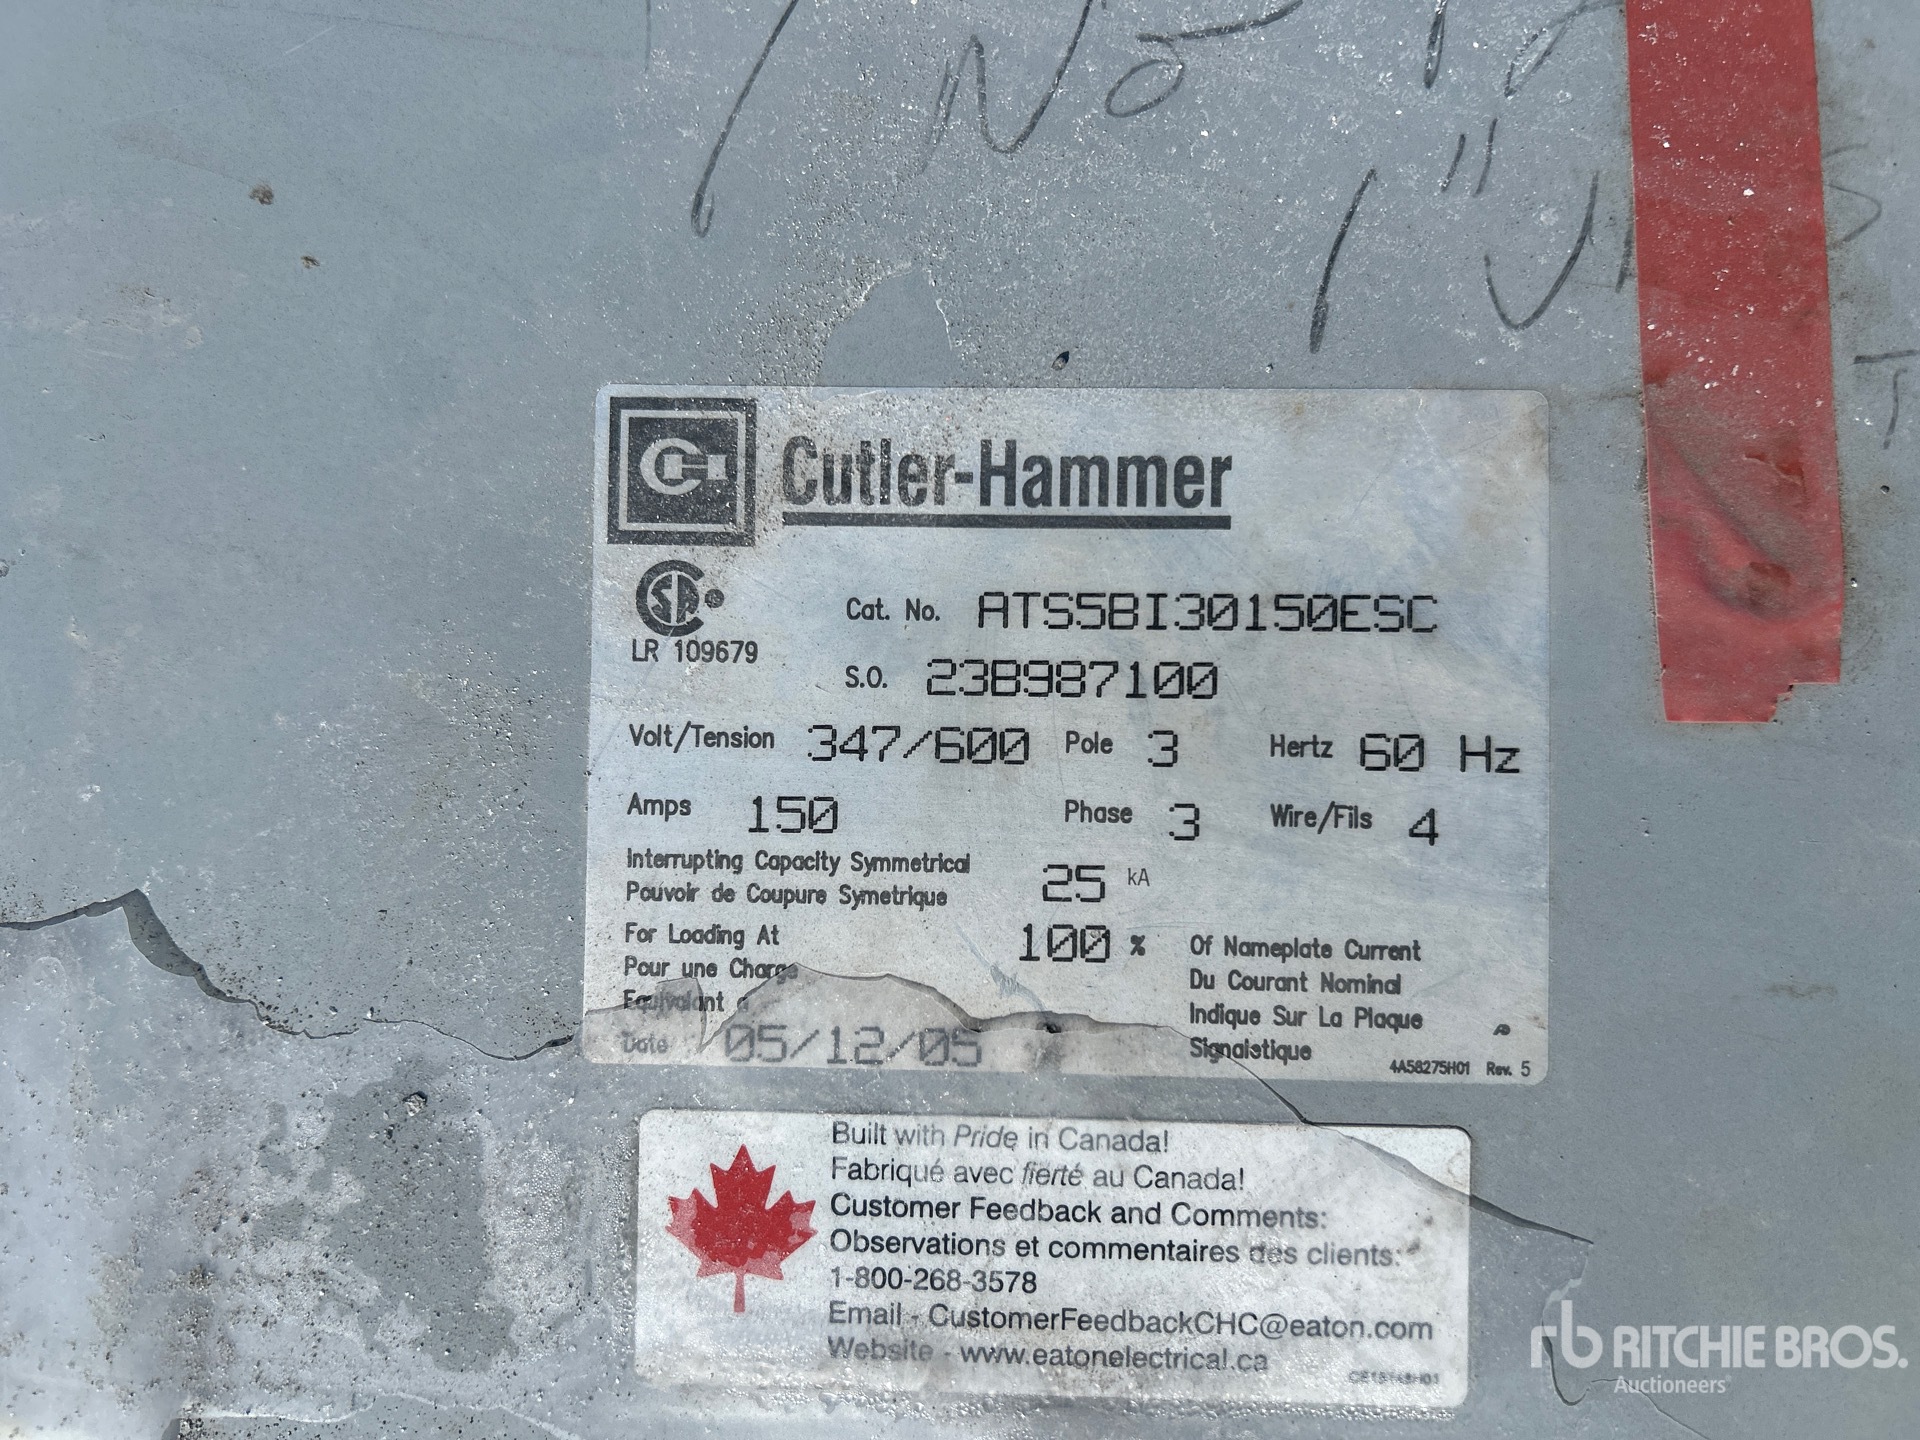 No
Cutler-Hammer
LR 109679
Cat. No. ATS5BI30150ESC
S.O. 238987100
Volt/Tension 347/600 Pole 3 Hertz 60 Hz
Amps 150 Phase 3 Wire/Fils 4
Interrupting Capacity Symmetrical
Pouvoir de Coupure Symetrique
25 kA
For Loading At
Pour une Charge
Equivalant a
100 %
Of Nameplate Current
Du Courant Nominal
Indique Sur La Plaque
Signaletique
Date 05/12/05
4A58275H01 Rev. 5
Built with Pride in Canada!
Fabriqué avec fierté au Canada!
Customer Feedback and Comments:
Observations et commentaires des clients:
1-800-268-3578
Email - CustomerFeedbackCHC@eaton.com
Website - www.eatonelectrical.ca
RITCHIE BROS.
Auctioneers